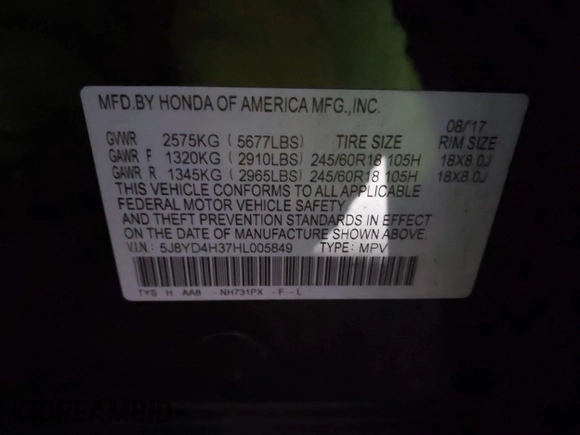 MFD.BY HONDA OF AMERICA MFG.,INC.
08/17
GVWR 2575KG (5677LBS) TIRE SIZE RIM SIZE
GAWR F 1320KG (2910LBS) 245/60R18 105H 18X8.0J
GAWR R 1345KG (2965LBS) 245/60R18 105H 18X8.0J
THIS VEHICLE CONFORMS TO ALL APPLICABLE
FEDERAL MOTOR VEHICLE SAFETY
AND THEFT PREVENTION STANDARDS IN EFFECT
ON THE DATE OF MANUFACTURE SHOWN ABOVE.
V.I.N: 5J8YD4H37HL005849 TYPE: MPV
TYS H AA8 -NH731PX -F -L